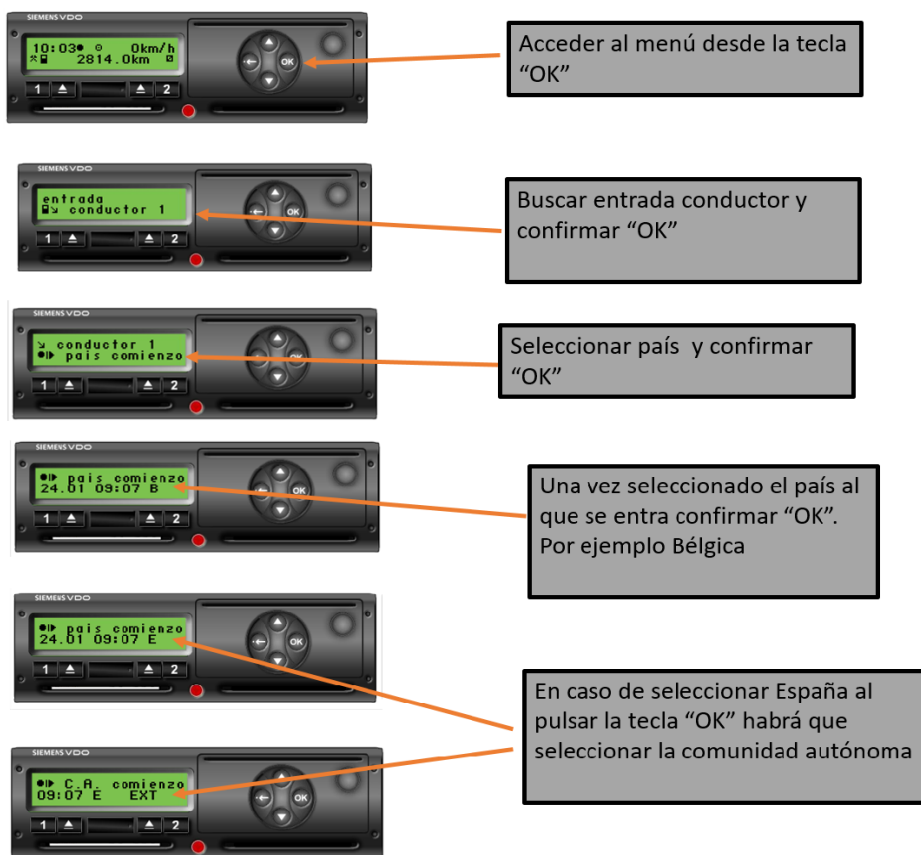 SIEMENS VDO
10:03● ⊙ 0km/h
2814.0km
1 2
OK
Acceder al menú desde la tecla
“OK”
SIEMENS VDO
entrada
conductor 1
1 2
OK
Buscar entrada conductor y
confirmar “OK”
SIEMENS VDO
conductor 1
pais comienzo
1 2
OK
Seleccionar país y confirmar
“OK”
SIEMENS VDO
pais comienzo
24.01 09:07 B
1 2
OK
Una vez seleccionado el país al
que se entra confirmar “OK”.
Por ejemplo Bélgica
SIEMENS VDO
pais comienzo
24.01 09:07 E
1 2
OK
SIEMENS VDO
C.A. comienzo
09:07 E EXT
1 2
OK
En caso de seleccionar España al
pulsar la tecla “OK” habrá que
seleccionar la comunidad autónoma